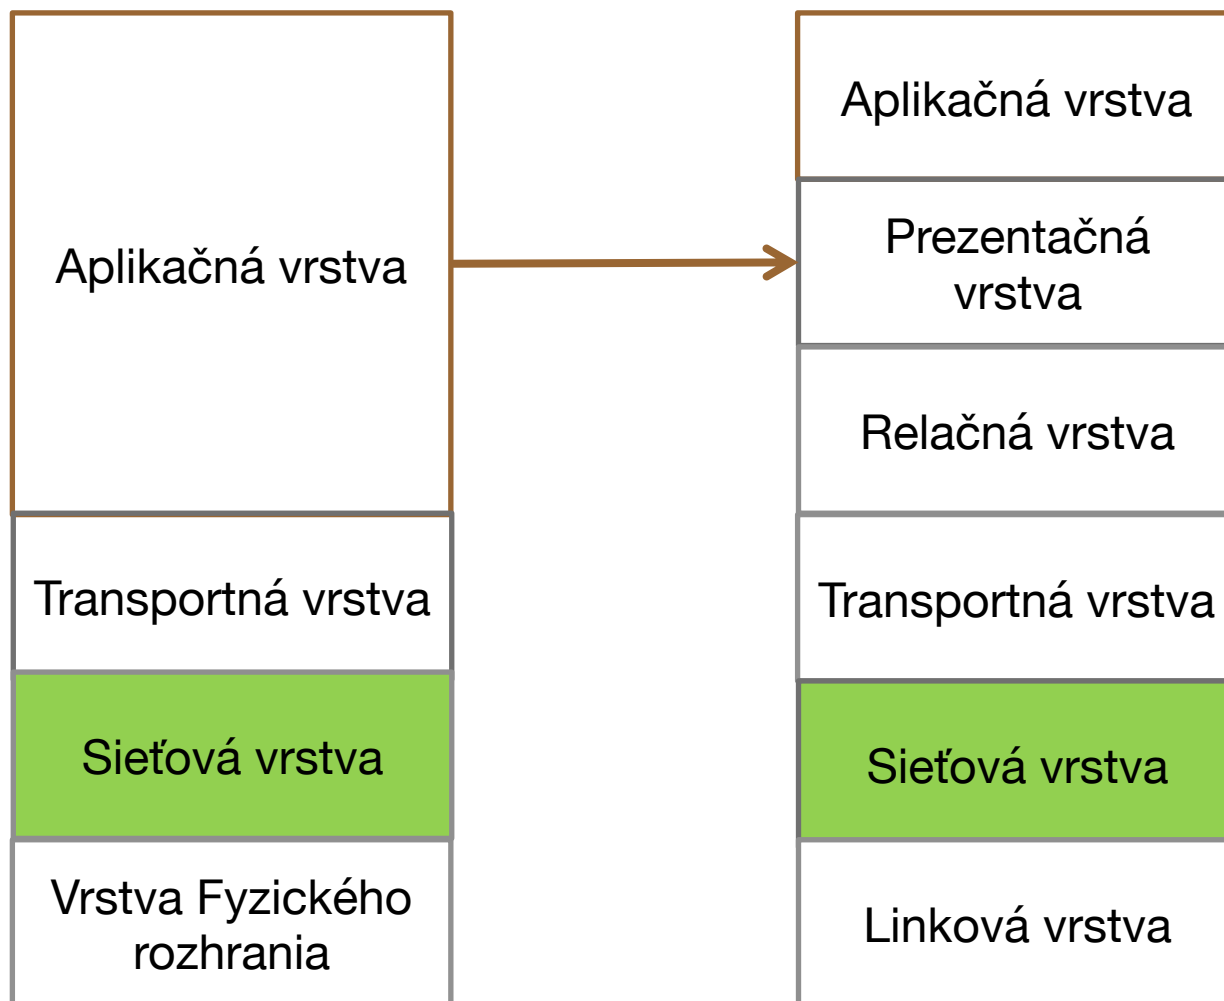 Aplikačná vrstva
Transportná vrstva
Sieťová vrstva
Vrstva Fyzického
rozhrania
Aplikačná vrstva
Prezentačná
vrstva
Relačná vrstva
Transportná vrstva
Sieťová vrstva
Linková vrstva